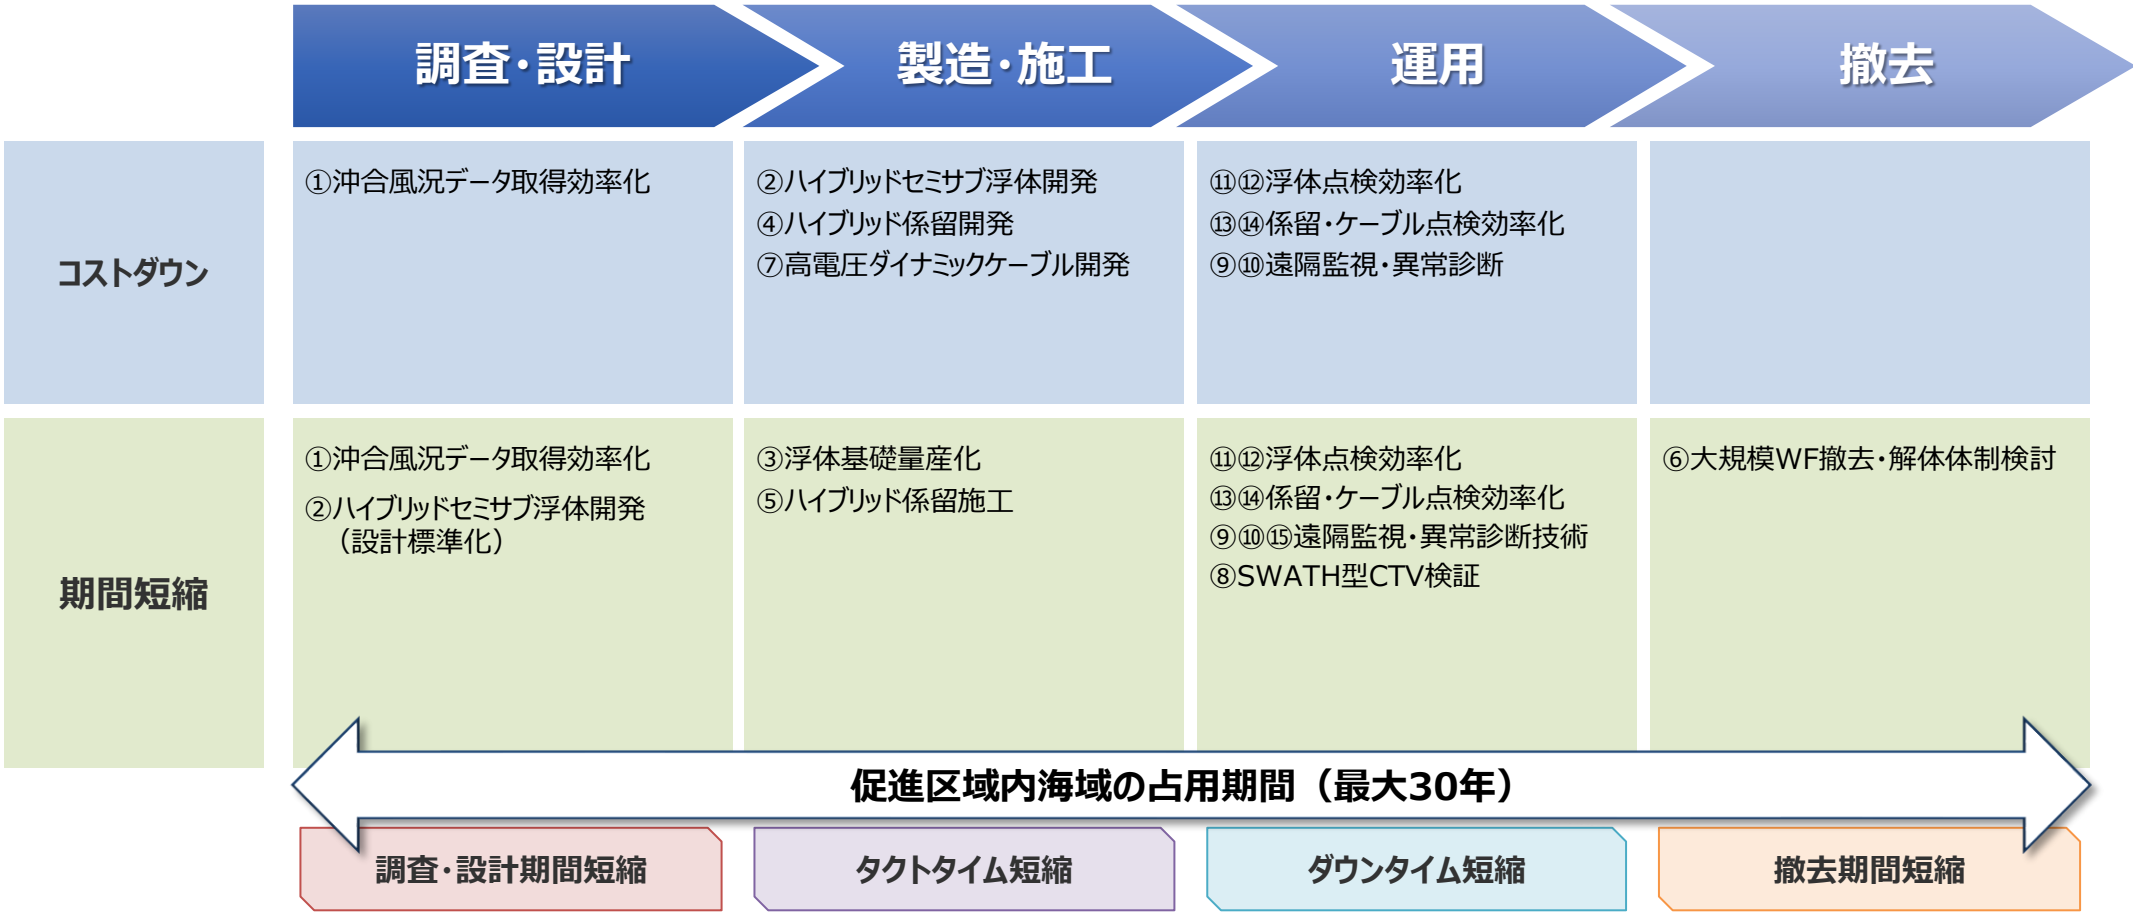 調査・設計
製造・施工
運用
撤去
コストダウン
①沖合風況データ取得効率化
②ハイブリッドセミサブ浮体開発
④ハイブリッド係留開発
⑦高電圧ダイナミックケーブル開発
⑪⑫浮体点検効率化
⑬⑭係留・ケーブル点検効率化
⑨⑩遠隔監視・異常診断
期間短縮
①沖合風況データ取得効率化
②ハイブリッドセミサブ浮体開発
（設計標準化）
③浮体基礎量産化
⑤ハイブリッド係留施工
⑪⑫浮体点検効率化
⑬⑭係留・ケーブル点検効率化
⑨⑩⑮遠隔監視・異常診断技術
⑧SWATH型CTV検証
⑥大規模WF撤去・解体体制検討
促進区域内海域の占用期間（最大30年）
調査・設計期間短縮
タクトタイム短縮
ダウンタイム短縮
撤去期間短縮